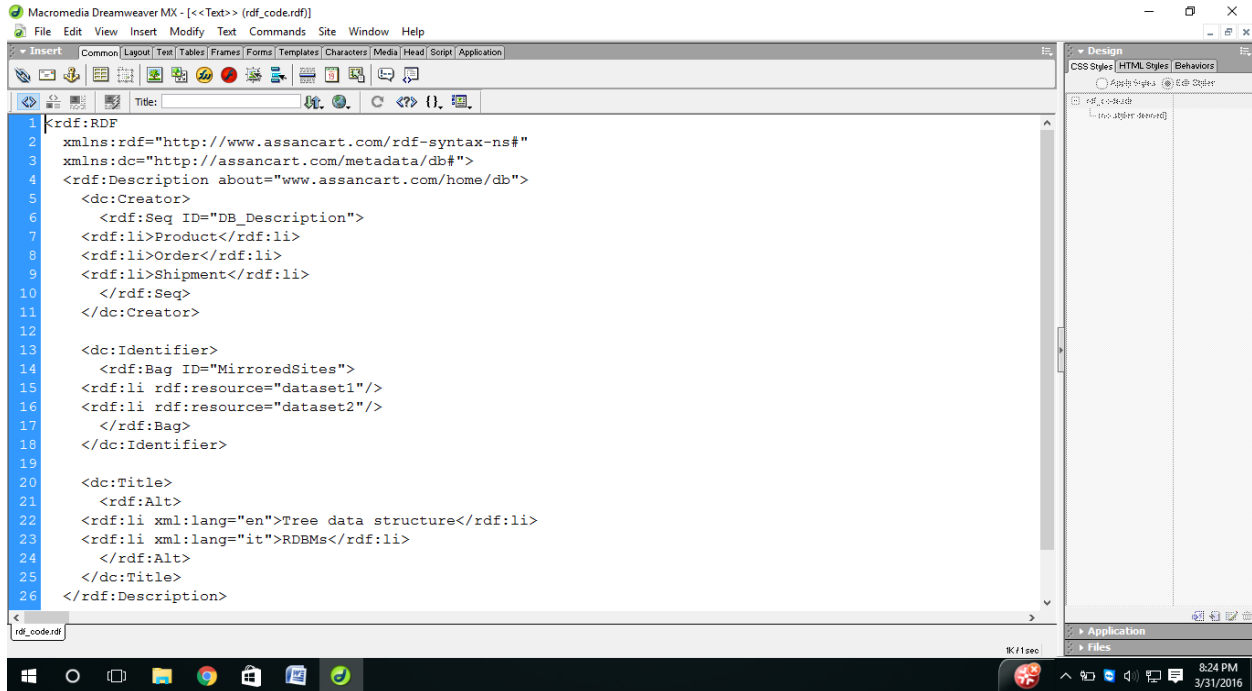 Macromedia Dreamweaver MX - [<<Text>> (rdf_code.rdf)]
File Edit View Insert Modify Text Commands Site Window Help
Insert Common Layout Text Tables Frames Forms Templates Characters Media Head Script Application
Design
CSS Styles HTML Styles Behaviors
Apply Styles Edit Styles
Title:
rdf_code.rdf
(no styles defined)
1 <rdf:RDF
2 xmlns:rdf="http://www.assancart.com/rdf-syntax-ns#"
3 xmlns:dc="http://assancart.com/metadata/db#">
4 <rdf:Description about="www.assancart.com/home/db">
5 <dc:Creator>
6 <rdf:Seq ID="DB_Description">
7 <rdf:li>Product</rdf:li>
8 <rdf:li>Order</rdf:li>
9 <rdf:li>Shipment</rdf:li>
10 </rdf:Seq>
11 </dc:Creator>
12
13 <dc:Identifier>
14 <rdf:Bag ID="MirroredSites">
15 <rdf:li rdf:resource="dataset1"/>
16 <rdf:li rdf:resource="dataset2"/>
17 </rdf:Bag>
18 </dc:Identifier>
19
20 <dc:Title>
21 <rdf:Alt>
22 <rdf:li xml:lang="en">Tree data structure</rdf:li>
23 <rdf:li xml:lang="it">RDBMs</rdf:li>
24 </rdf:Alt>
25 </dc:Title>
26 </rdf:Description>
rdf_code.rdf
1K / 1 sec
Application
Files
8:24 PM
3/31/2016